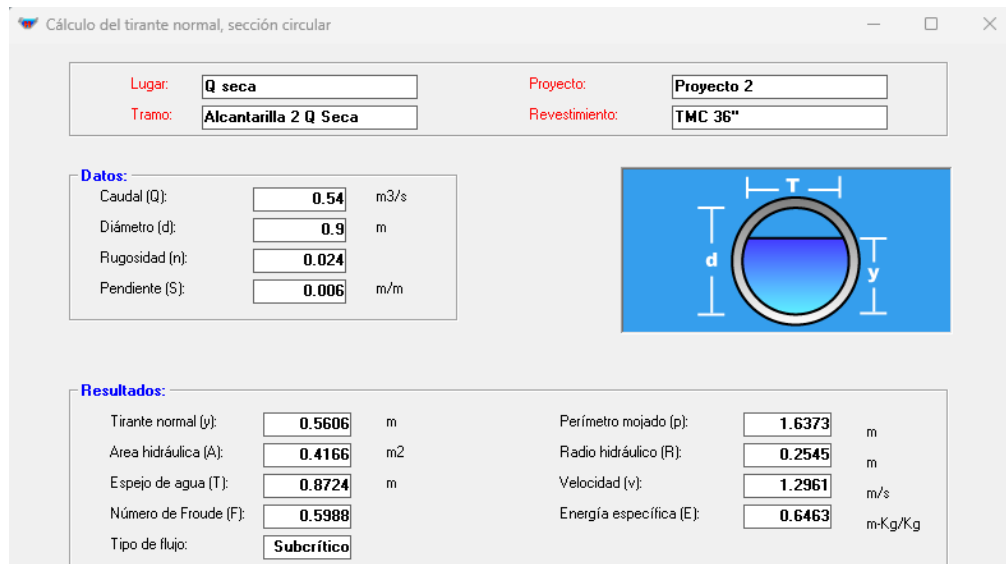 Cálculo del tirante normal, sección circular
Lugar: Q seca Proyecto: Proyecto 2
Tramo: Alcantarilla 2 Q Seca Revestimiento: TMC 36"
Datos:
Caudal (Q): 0.54 m3/s
Diámetro (d): 0.9 m
Rugosidad (n): 0.024
Pendiente (S): 0.006 m/m
T
d
y
Resultados:
Tirante normal (y): 0.5606 m Perímetro mojado (p): 1.6373 m
Area hidráulica (A): 0.4166 m2 Radio hidráulico (R): 0.2545 m
Espejo de agua (T): 0.8724 m Velocidad (v): 1.2961 m/s
Número de Froude (F): 0.5988 Energía específica (E): 0.6463 m-Kg/Kg
Tipo de flujo: Subcrítico